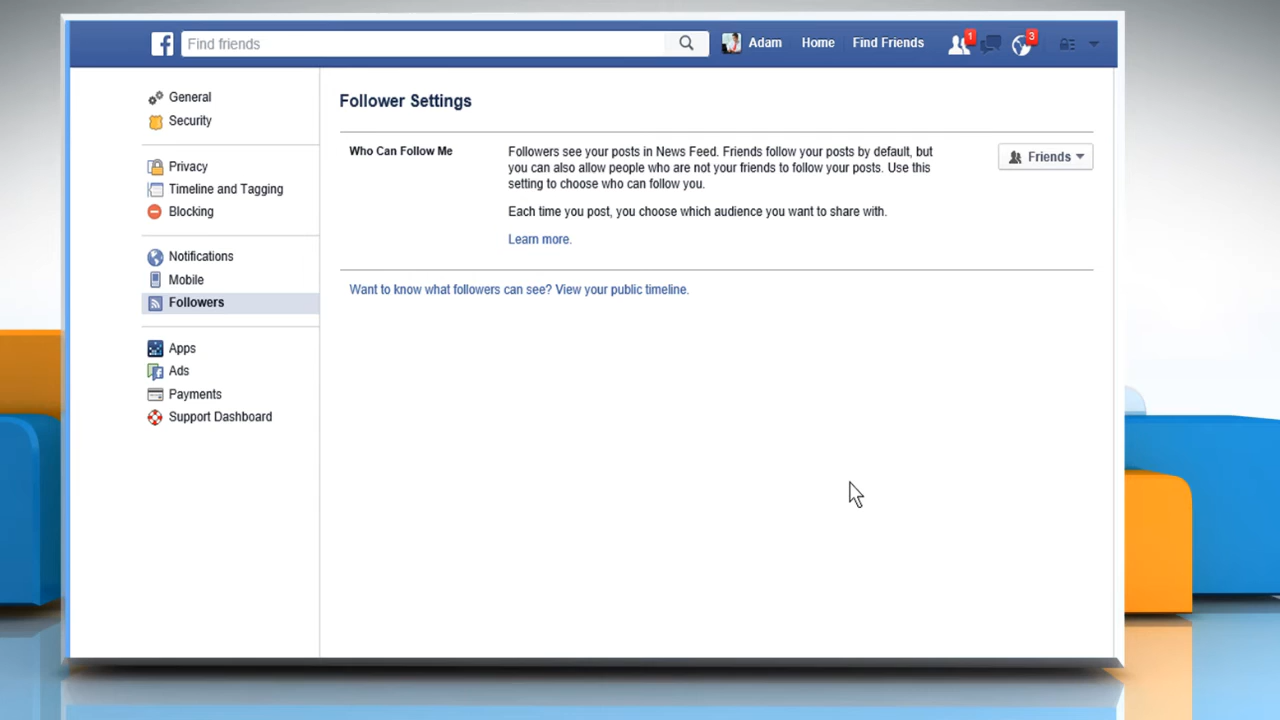 f Find friends Adam Home Find Friends 1 3
General
Security
Privacy
Timeline and Tagging
Blocking
Notifications
Mobile
Followers
Apps
Ads
Payments
Support Dashboard
Follower Settings
Who Can Follow Me
Followers see your posts in News Feed. Friends follow your posts by default, but
you can also allow people who are not your friends to follow your posts. Use this
setting to choose who can follow you.
Each time you post, you choose which audience you want to share with.
Learn more.
Friends
Want to know what followers can see? View your public timeline.